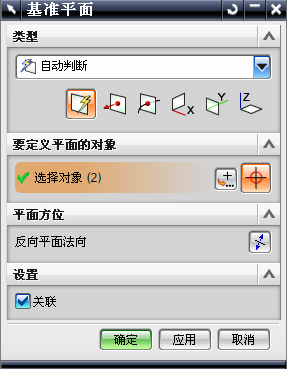 基准平面
类型
自动判断
X
Y
Z
要定义平面的对象
选择对象 (2)
平面方位
反向平面法向
设置
关联
确定 应用 取消